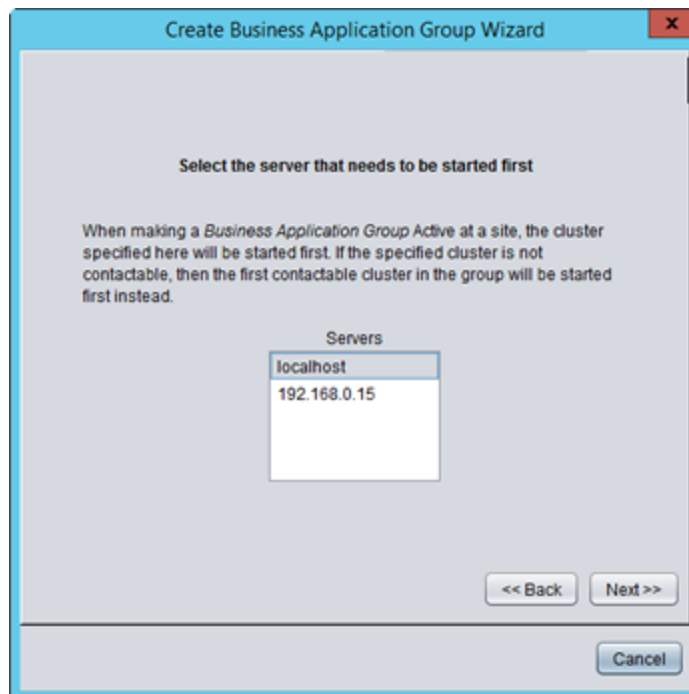 Create Business Application Group Wizard
x
Select the server that needs to be started first
When making a Business Application Group Active at a site, the cluster
specified here will be started first. If the specified cluster is not
contactable, then the first contactable cluster in the group will be started
first instead.
Servers
localhost
192.168.0.15
<< Back
Next >>
Cancel